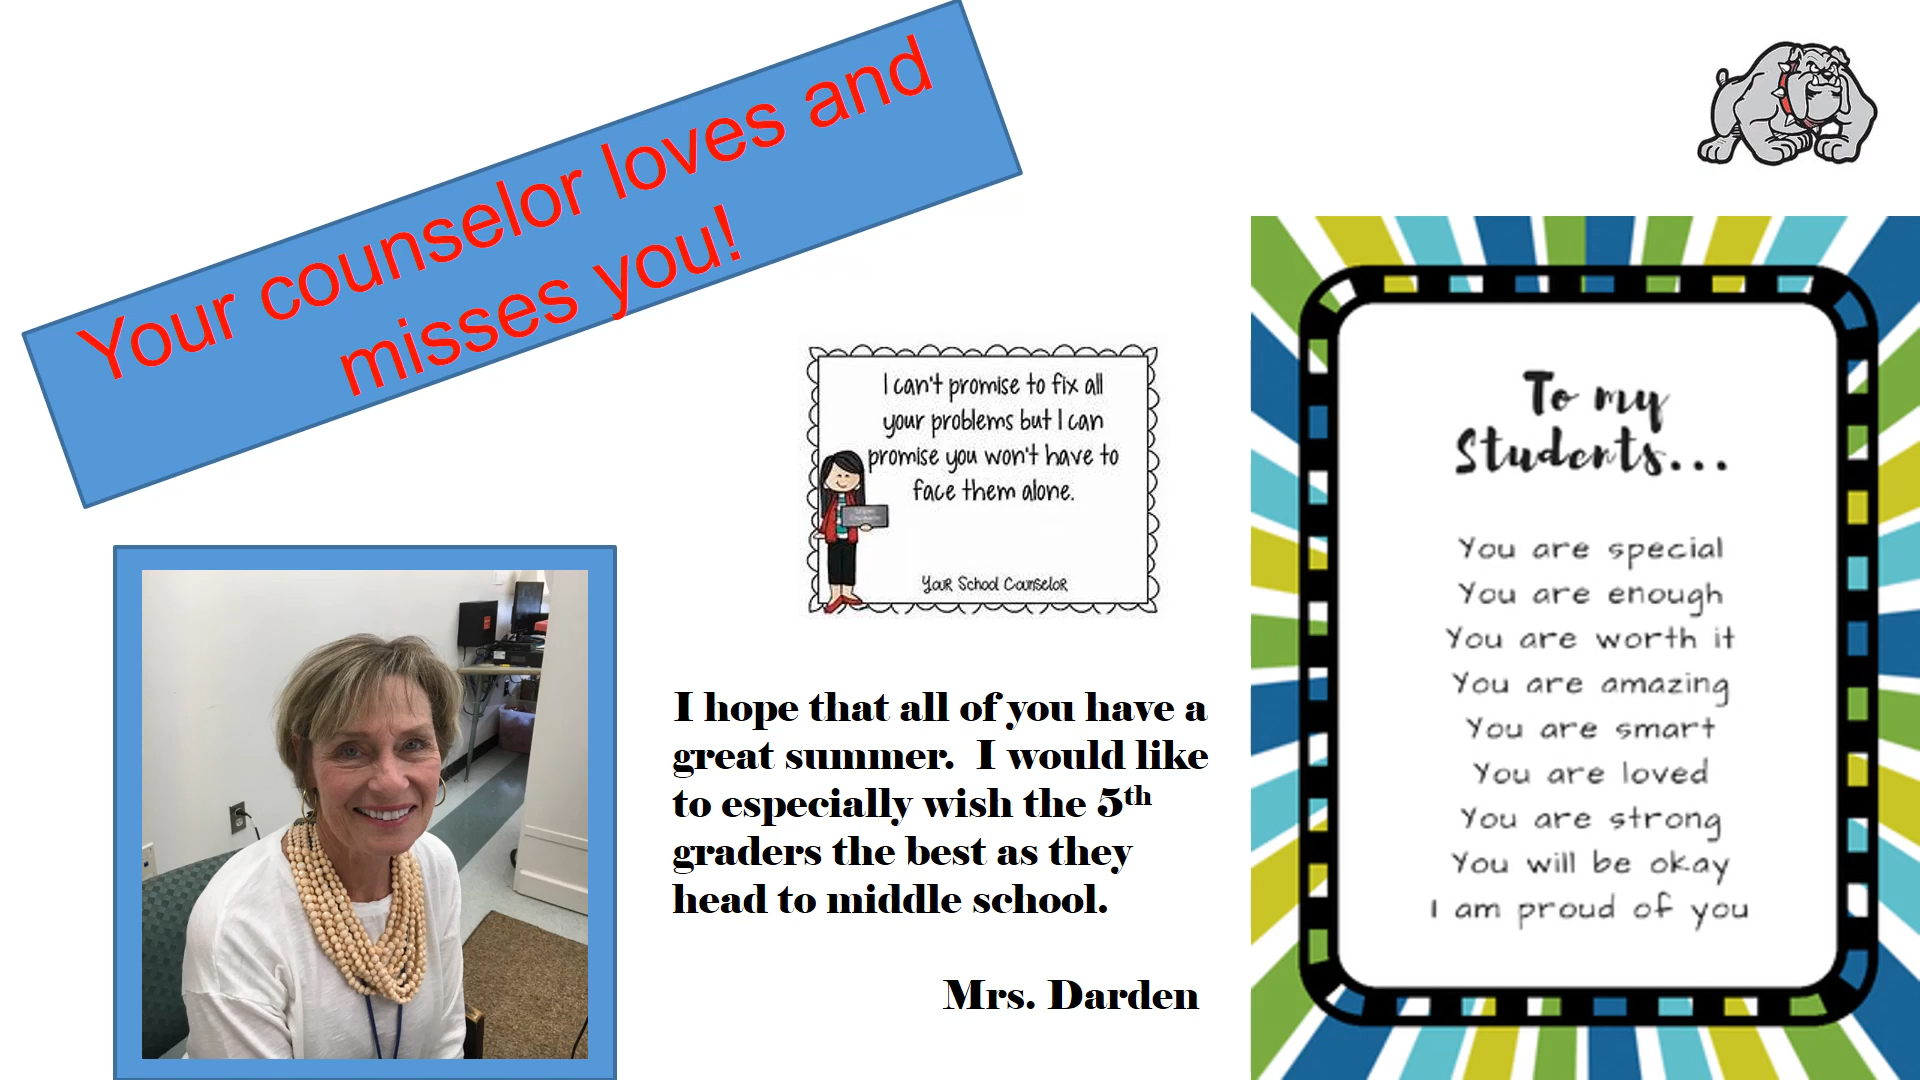 Your counselor loves and
misses you!
I can't promise to fix all
your problems but I can
promise you won't have to
face them alone.
School
Counselor
Your School Counselor
I hope that all of you have a
great summer.  I would like
to especially wish the 5th
graders the best as they
head to middle school.
Mrs. Darden
To my
Students...
You are special
You are enough
You are worth it
You are amazing
You are smart
You are loved
You are strong
You will be okay
I am proud of you